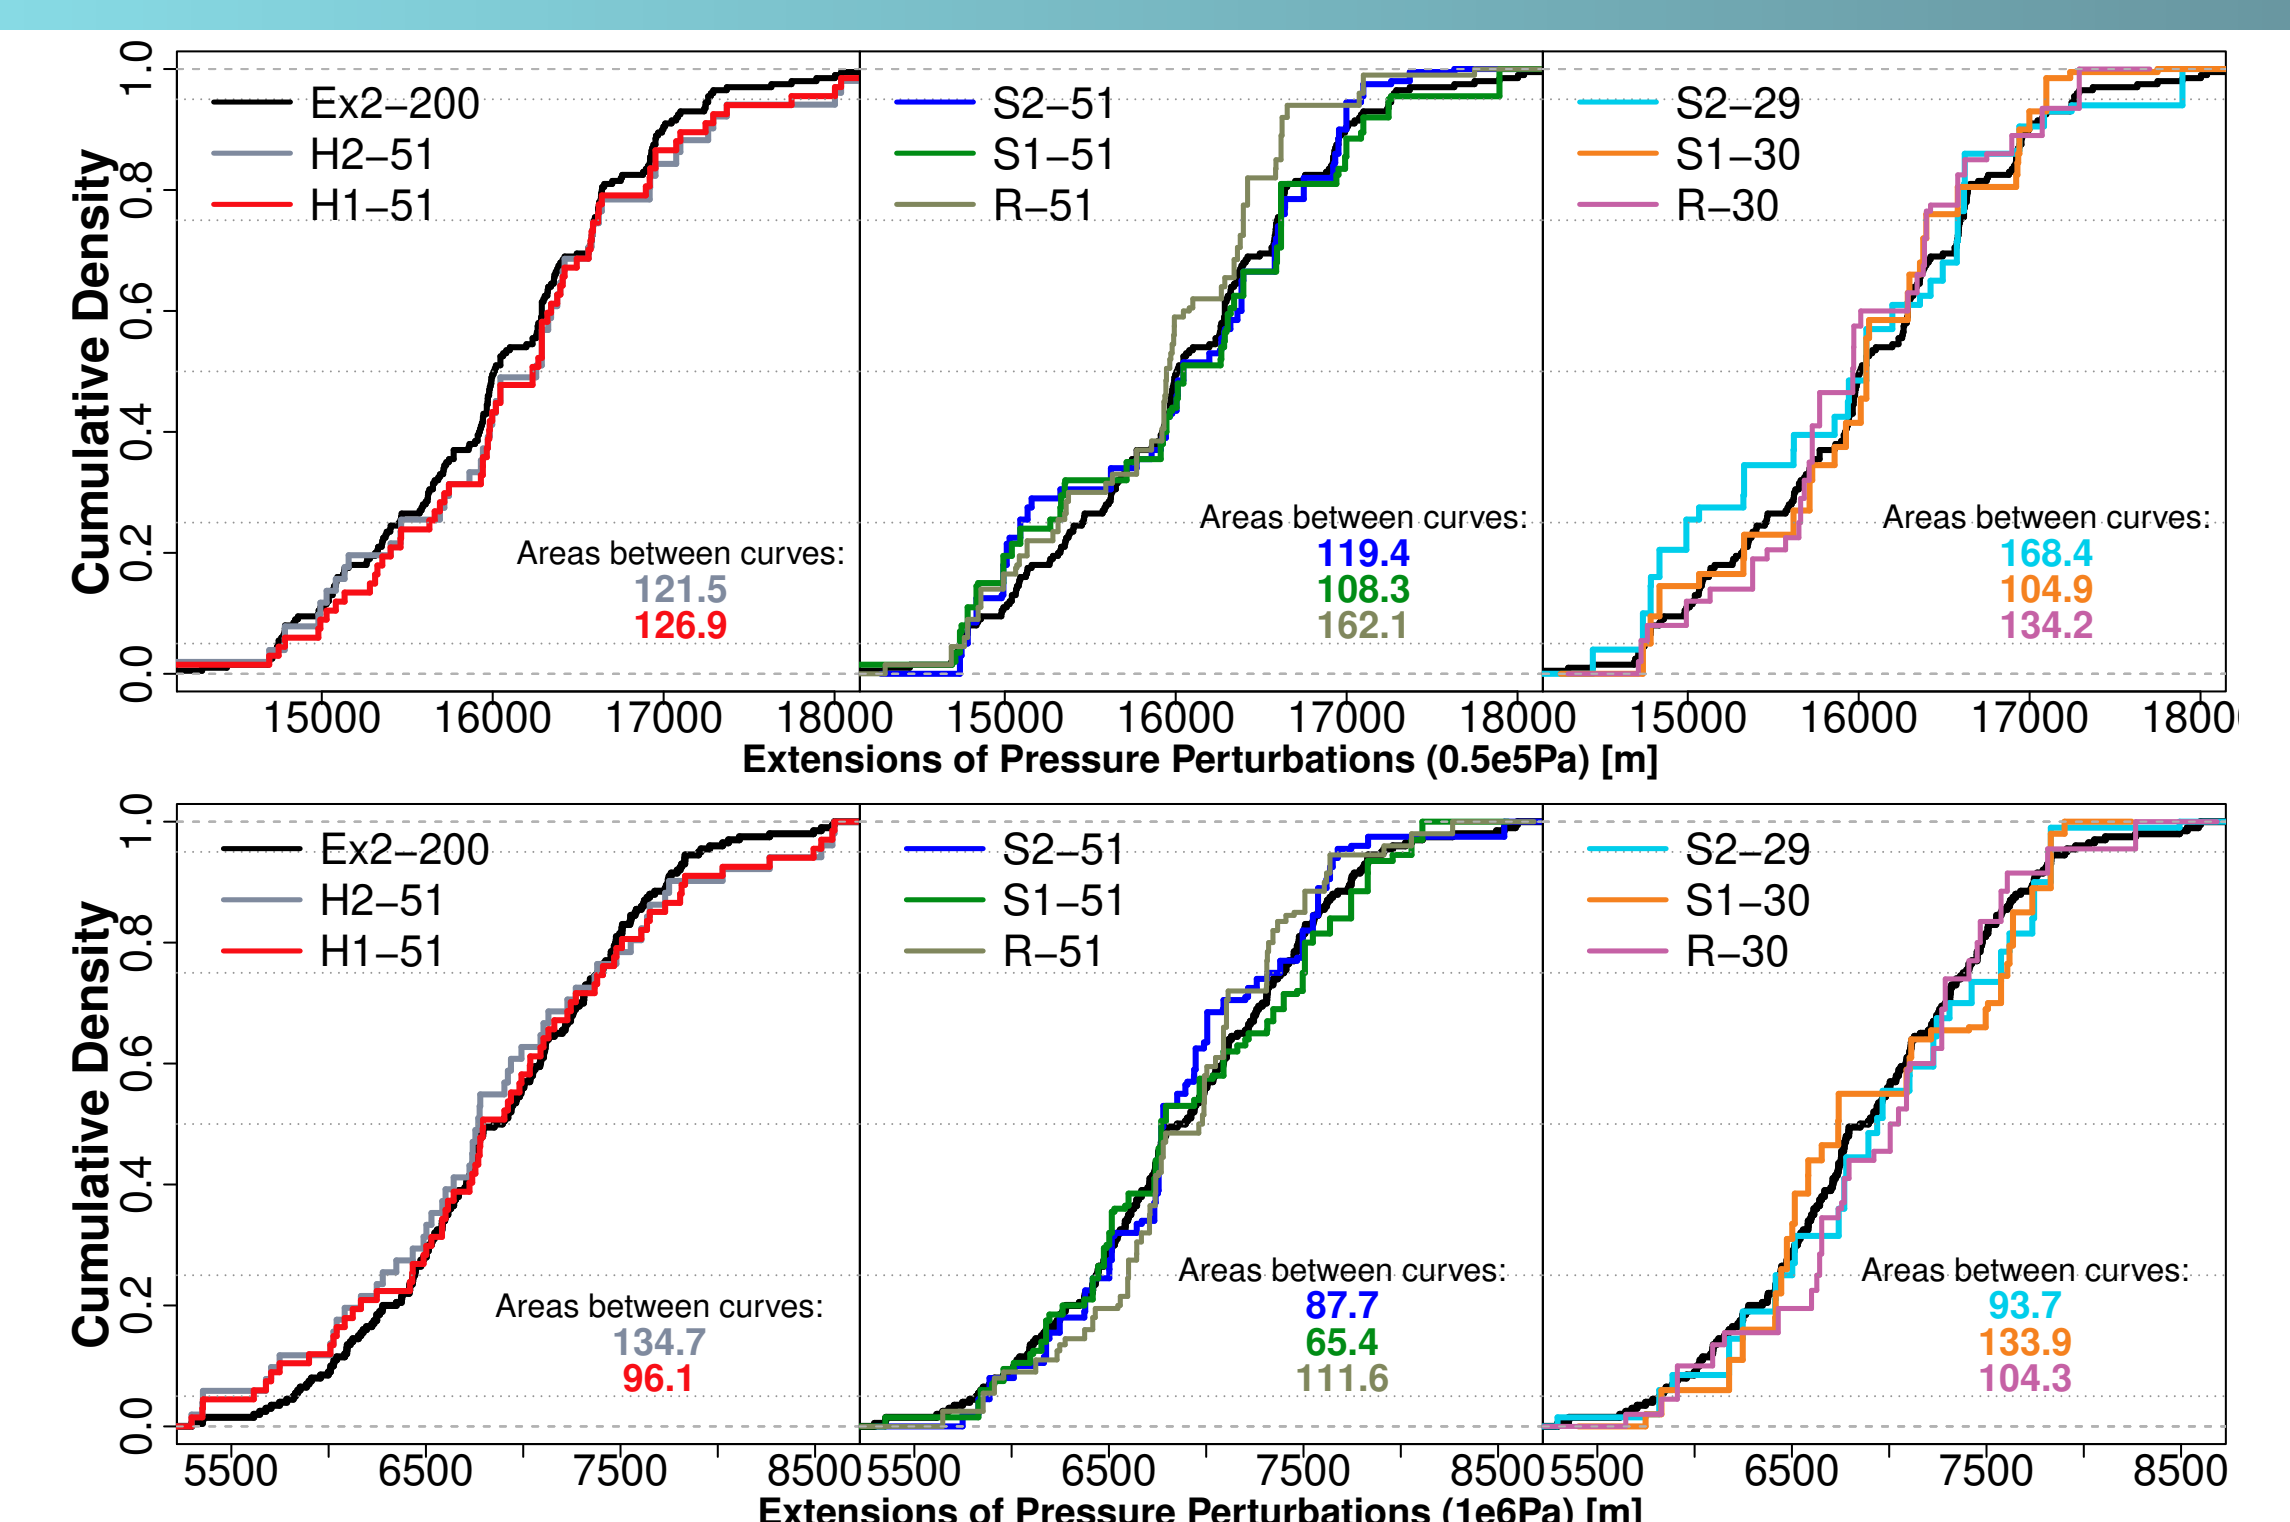 Ex2−200
H2−51
H1−51
Areas between curves:
121.5
126.9
S2−51
S1−51
R−51
Areas between curves:
119.4
108.3
162.1
S2−29
S1−30
R−30
Areas between curves:
168.4
104.9
134.2
Cumulative Density
0.0 0.2 0.4 0.6 0.8 1.0
15000 16000 17000 18000 15000 16000 17000 18000 15000 16000 17000 1800
Extensions of Pressure Perturbations (0.5e5Pa) [m]
Ex2−200
H2−51
H1−51
Areas between curves:
134.7
96.1
S2−51
S1−51
R−51
Areas between curves:
87.7
65.4
111.6
S2−29
S1−30
R−30
Areas between curves:
93.7
133.9
104.3
Cumulative Density
0.0 0.2 0.4 0.6 0.8 1.0
5500 6500 7500 8500 5500 6500 7500 8500 5500 6500 7500 8500
Extensions of Pressure Perturbations (1e6Pa) [m]